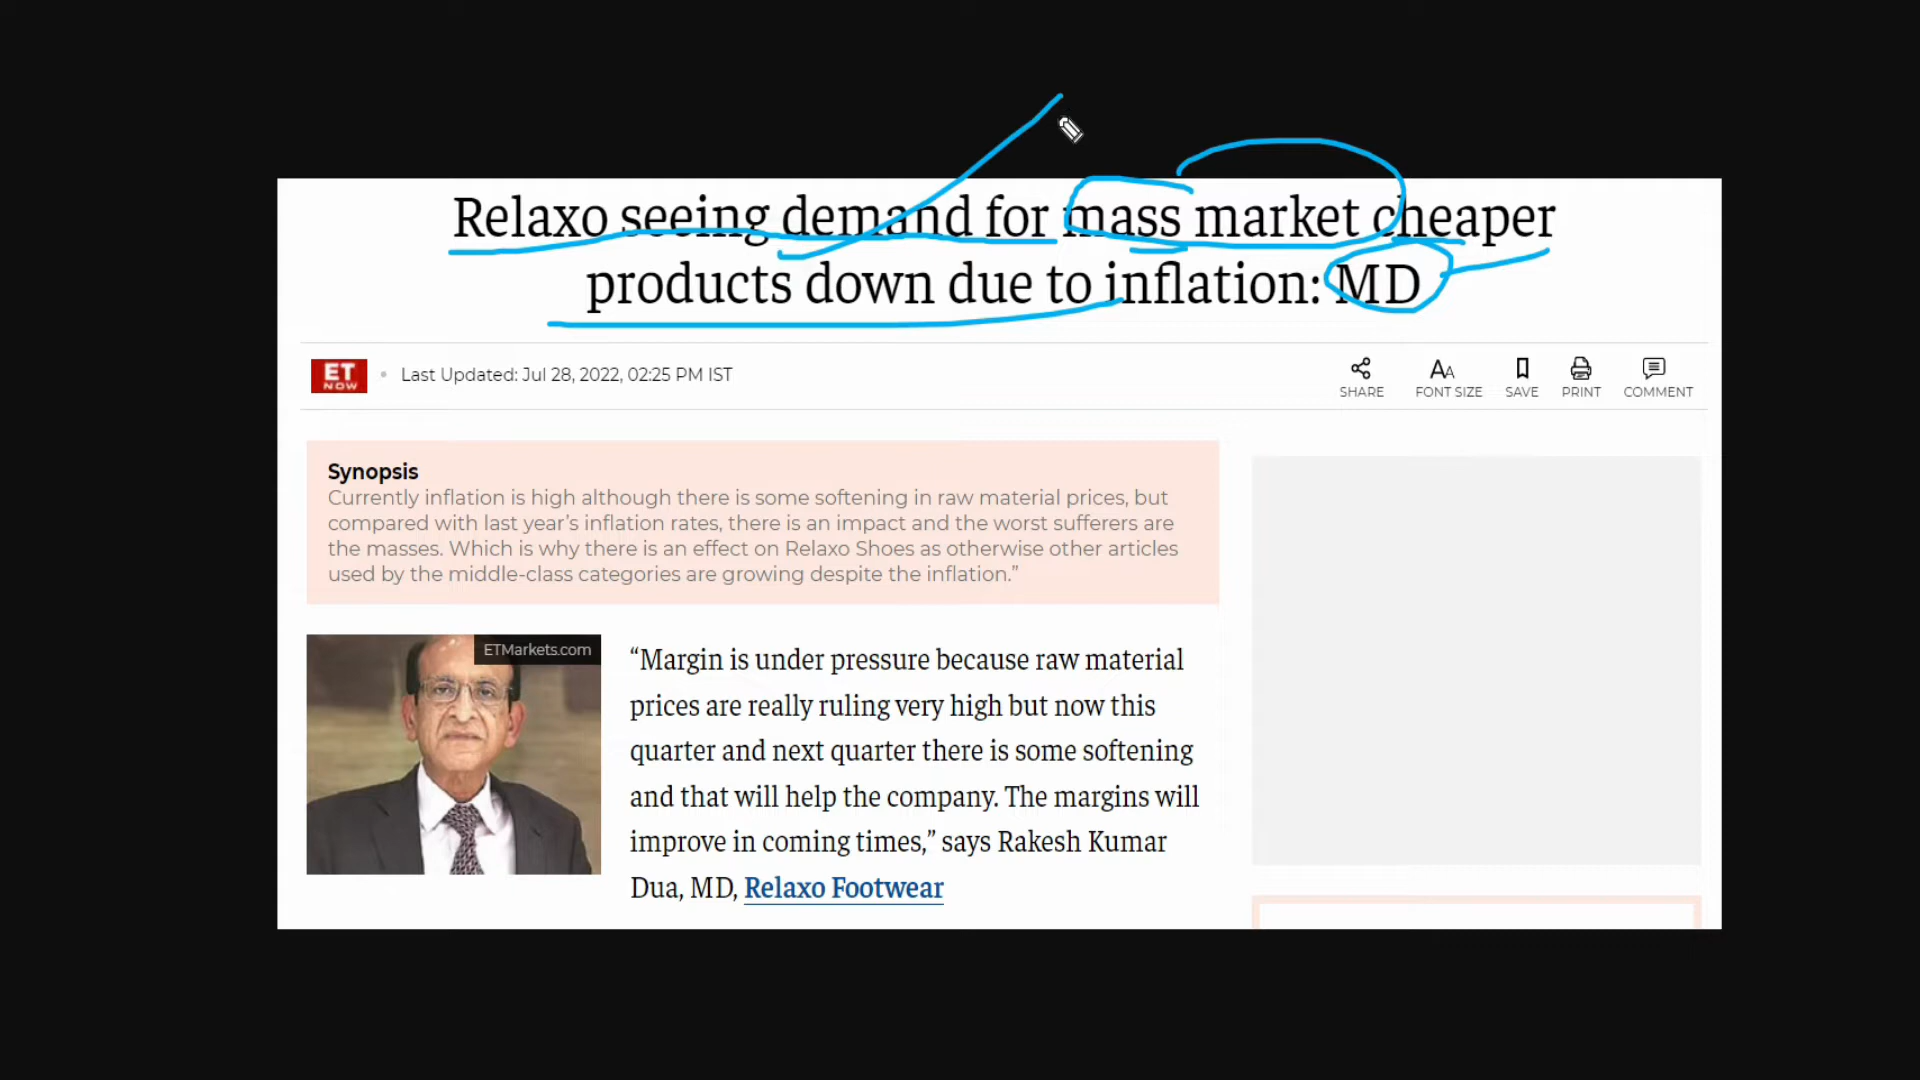 Relaxo seeing demand for mass market cheaper
products down due to inflation: MD
ET
NOW
• Last Updated: Jul 28, 2022, 02:25 PM IST
SHARE
FONT SIZE
SAVE
PRINT
COMMENT
Synopsis
Currently inflation is high although there is some softening in raw material prices, but
compared with last year’s inflation rates, there is an impact and the worst sufferers are
the masses. Which is why there is an effect on Relaxo Shoes as otherwise other articles
used by the middle-class categories are growing despite the inflation.”
ETMarkets.com
“Margin is under pressure because raw material
prices are really ruling very high but now this
quarter and next quarter there is some softening
and that will help the company. The margins will
improve in coming times,” says Rakesh Kumar
Dua, MD, Relaxo Footwear